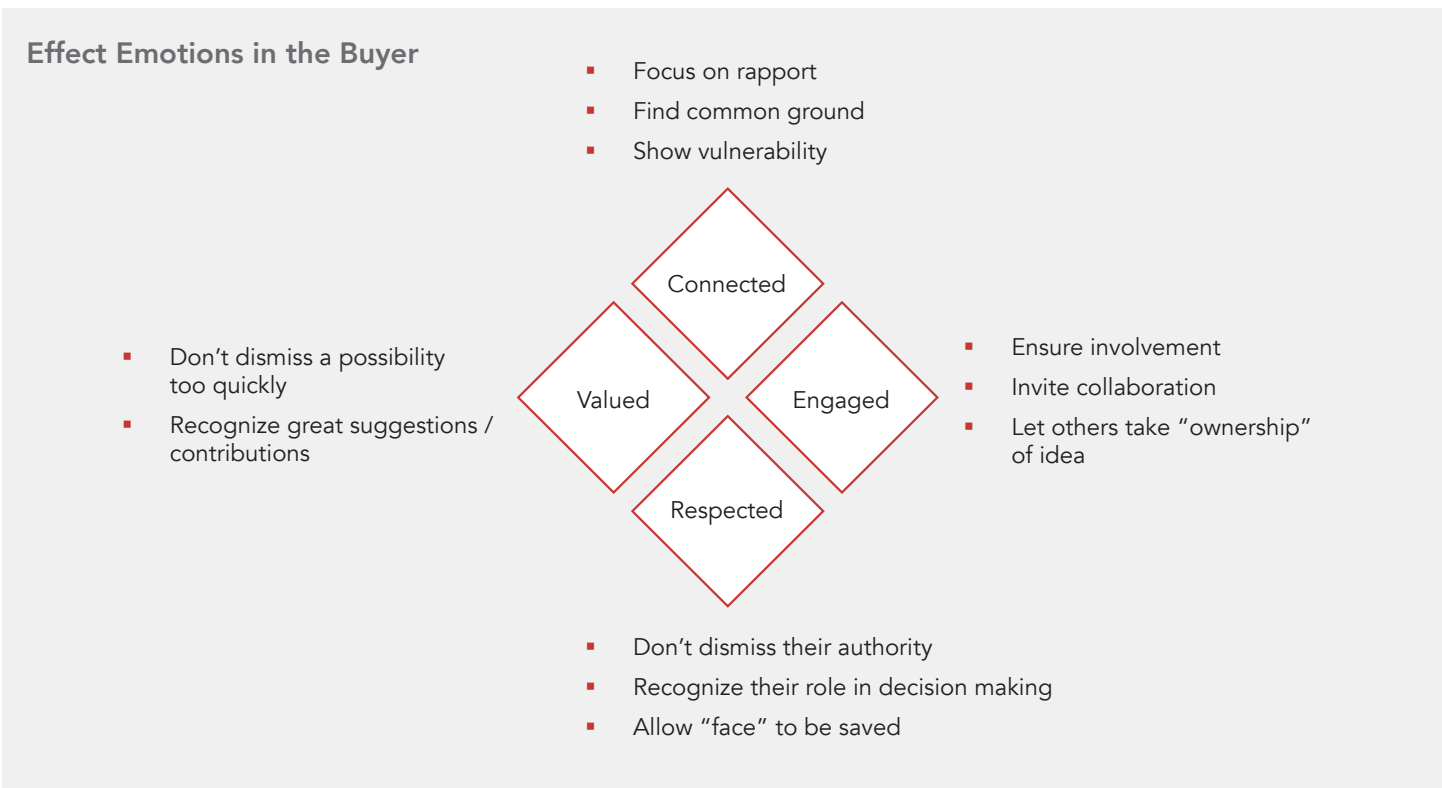 Effect Emotions in the Buyer
▪ Focus on rapport
▪ Find common ground
▪ Show vulnerability
Connected
Valued
Engaged
Respected
▪ Don’t dismiss a possibility
too quickly
▪ Recognize great suggestions /
contributions
▪ Ensure involvement
▪ Invite collaboration
▪ Let others take “ownership”
of idea
▪ Don’t dismiss their authority
▪ Recognize their role in decision making
▪ Allow “face” to be saved